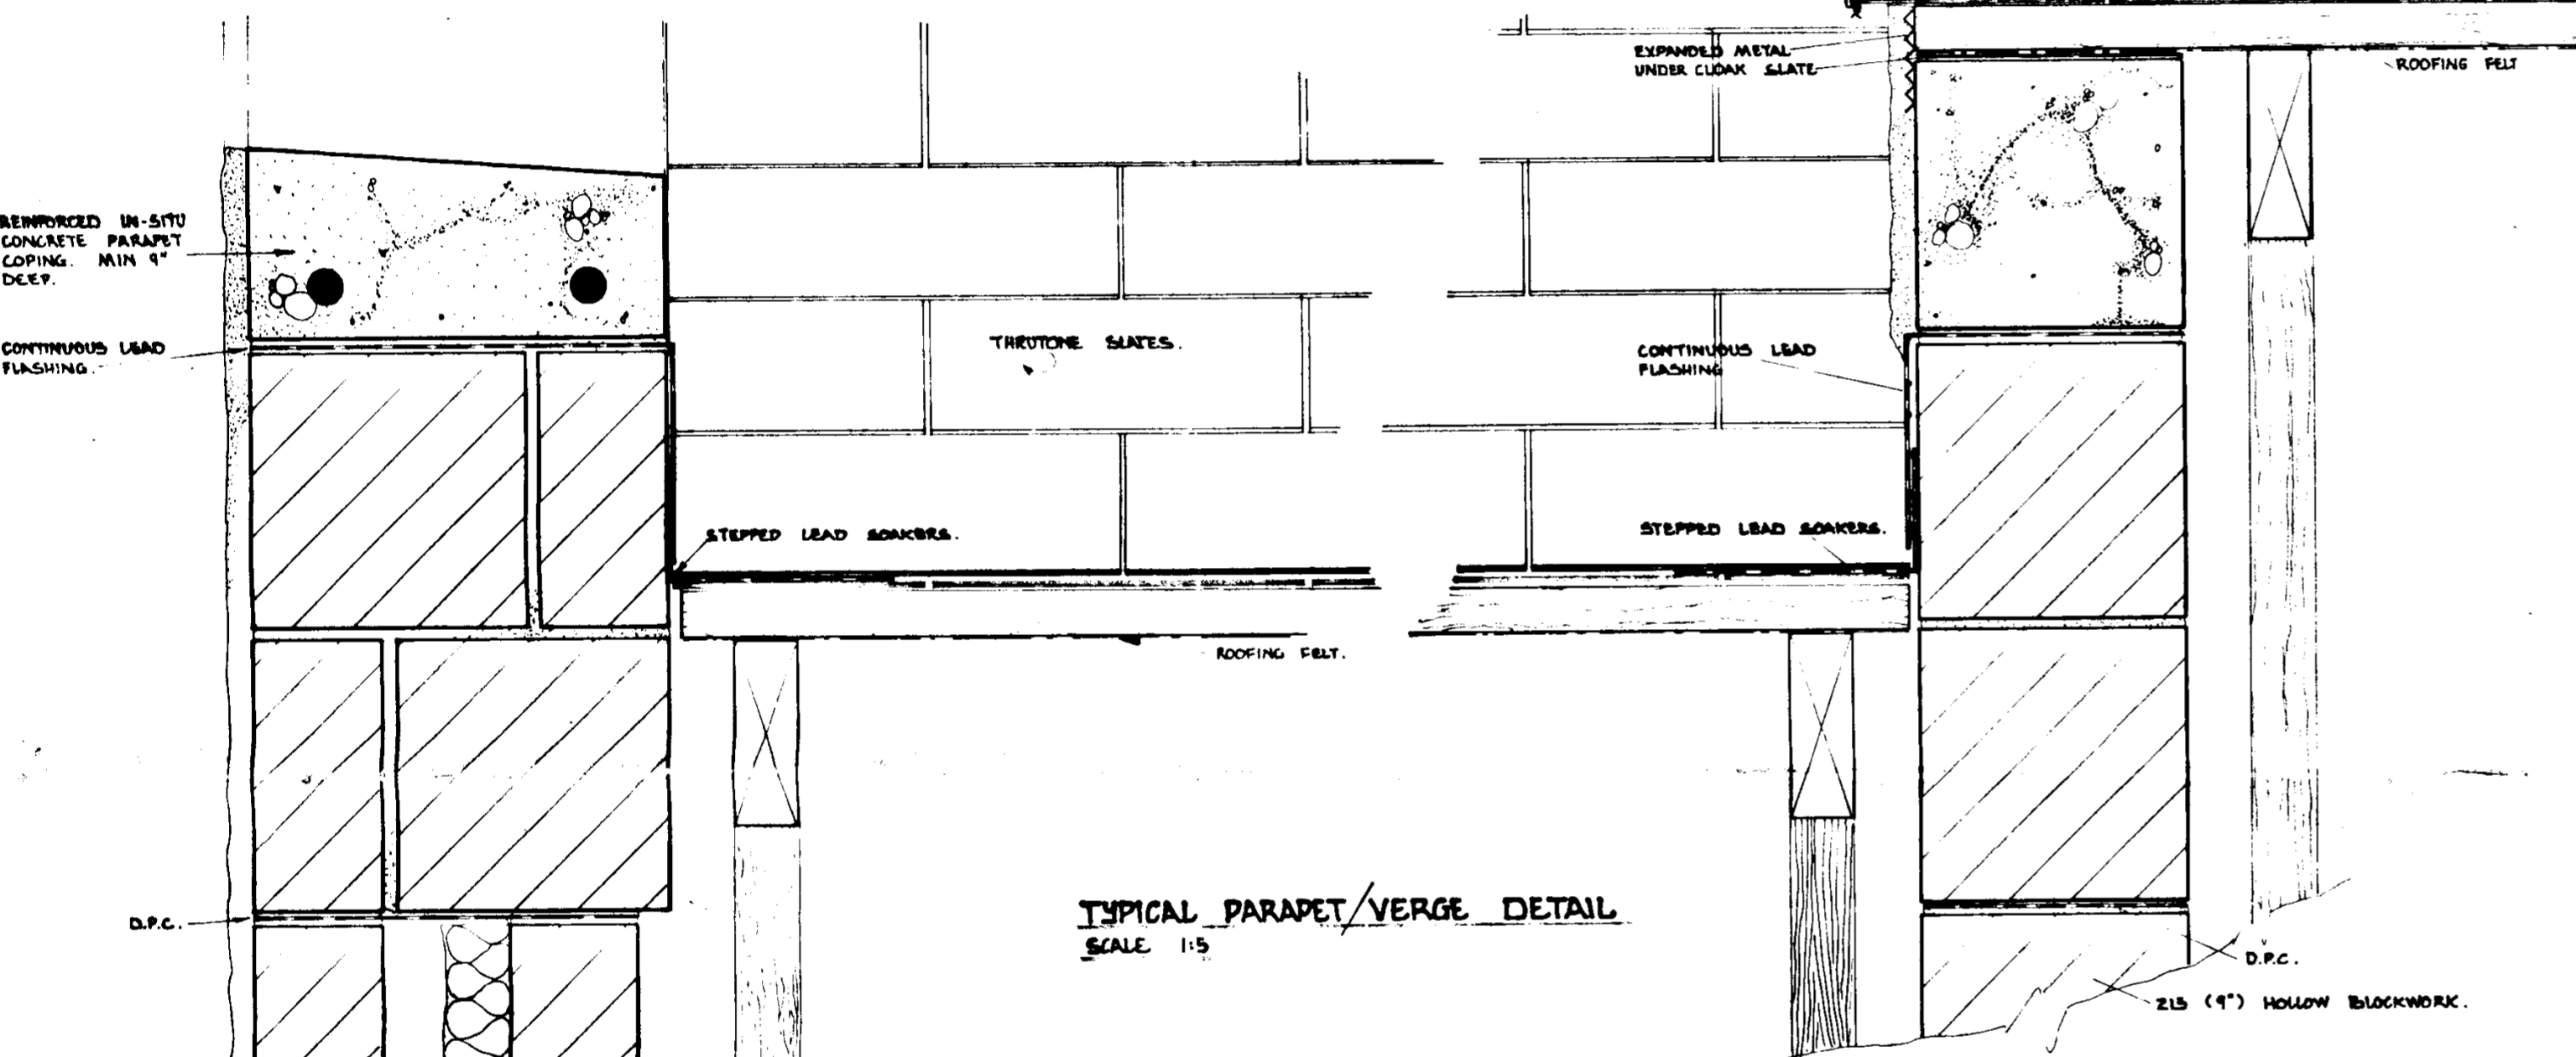 EXPANDED METAL
UNDER CLOAK SLATE
ROOFING FELT
REINFORCED IN-SITU
CONCRETE PARAPET
COPING. MIN 9"
DEEP.
CONTINUOUS LEAD
FLASHING.
THRUTONE SLATES.
CONTINUOUS LEAD
FLASHING
STEPPED LEAD SOAKERS.
STEPPED LEAD SOAKERS.
ROOFING FELT.
TYPICAL PARAPET/VERGE DETAIL
SCALE 1:5
D.P.C.
D.P.C.
215 (9") HOLLOW BLOCKWORK.